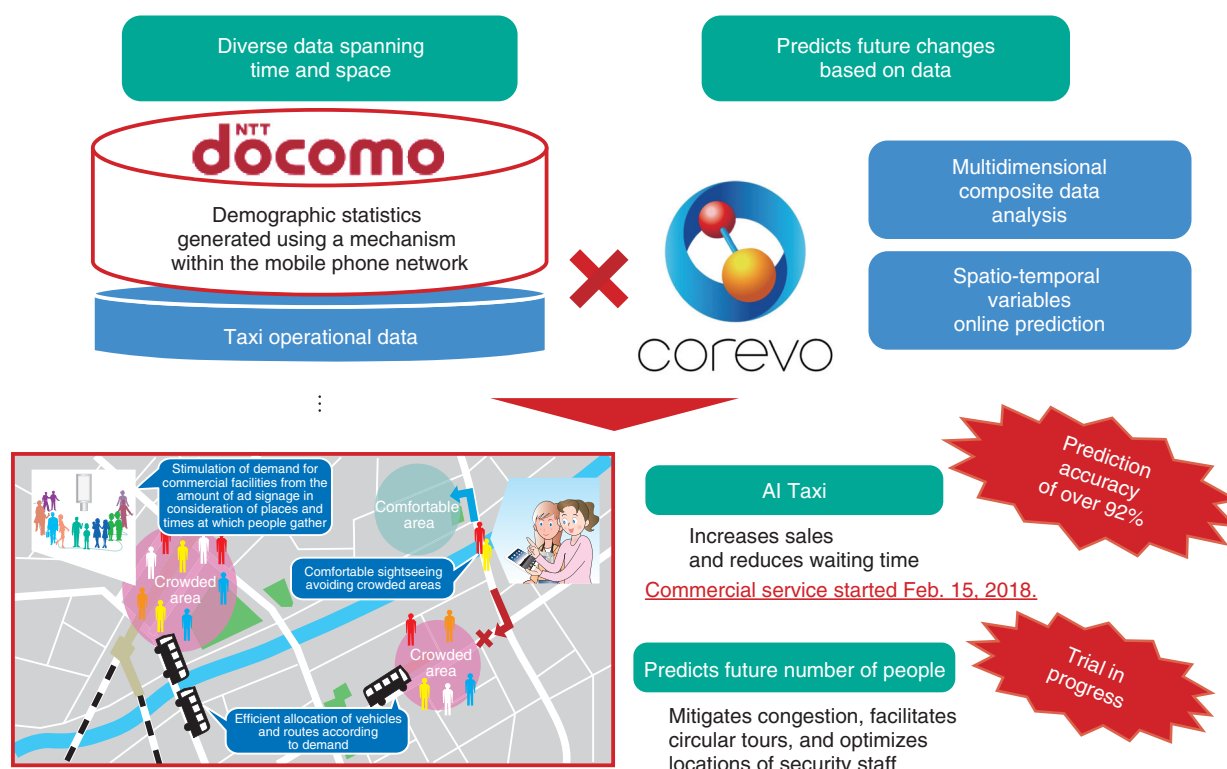 Diverse data spanning
time and space
Predicts future changes
based on data
NTT
docomo
Demographic statistics
generated using a mechanism
within the mobile phone network
Taxi operational data
⋮
corevo
Multidimensional
composite data
analysis
Spatio-temporal
variables
online prediction
Stimulation of demand for
commercial facilities from the
amount of ad signage in
consideration of places and
times at which people gather
Comfortable
area
Crowded
area
Comfortable sightseeing
avoiding crowded areas
Crowded
area
Efficient allocation of vehicles
and routes according
to demand
AI Taxi
Prediction
accuracy
of over 92%
Increases sales
and reduces waiting time
Commercial service started Feb. 15, 2018.
Predicts future number of people
Trial in
progress
Mitigates congestion, facilitates
circular tours, and optimizes
locations of security staff